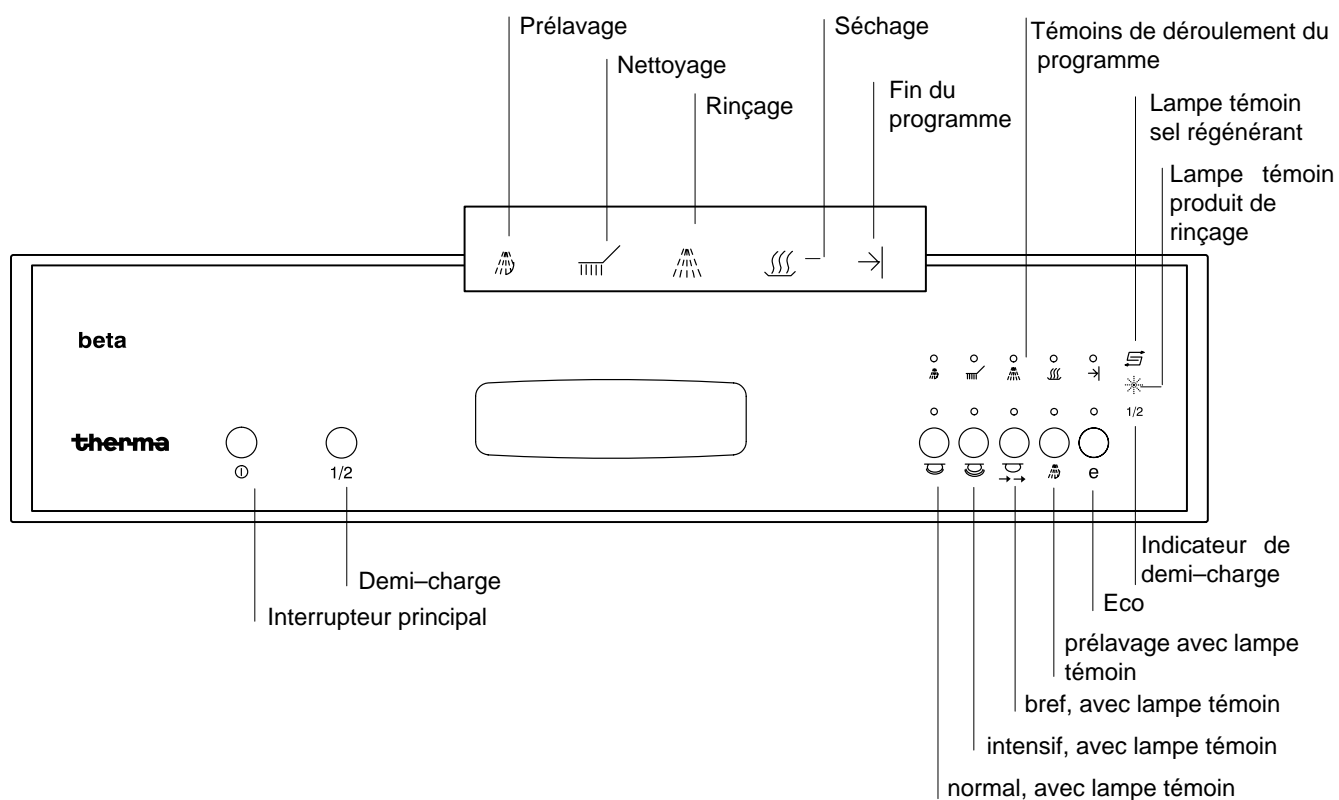 Prélavage
Séchage
Témoins de déroulement du
programme
Nettoyage
Rinçage
Fin du
programme
Lampe témoin
sel régénérant
Lampe témoin
produit de
rinçage
beta
therma
1/2
1/2
e
Demi–charge
Interrupteur principal
Indicateur de
demi–charge
Eco
prélavage avec lampe
témoin
bref, avec lampe témoin
intensif, avec lampe témoin
normal, avec lampe témoin